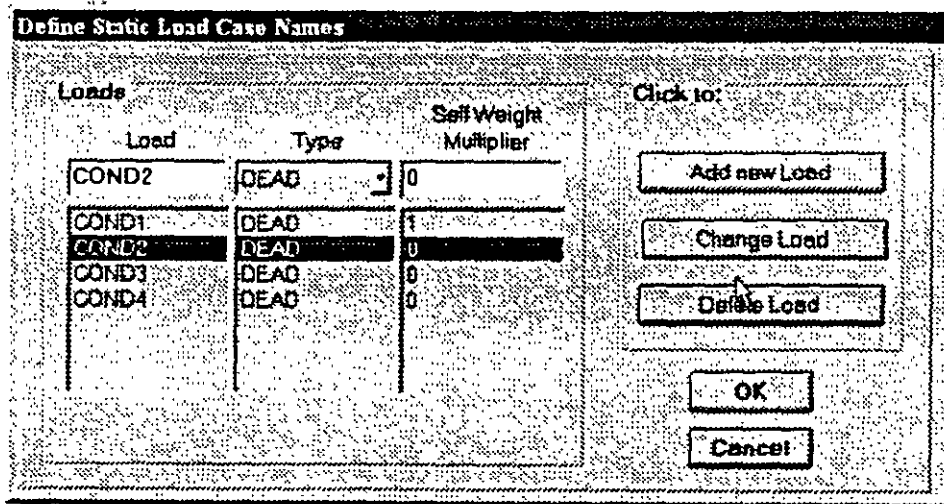 Define Static Load Case Names
Loads
Click to:
Load Type Self Weight Multiplier
COND2 DEAD 0
COND1 DEAD 1
COND2 DEAD 0
COND3 DEAD 0
COND4 DEAD 0
Add new Load
Change Load
Delete Load
OK
Cancel